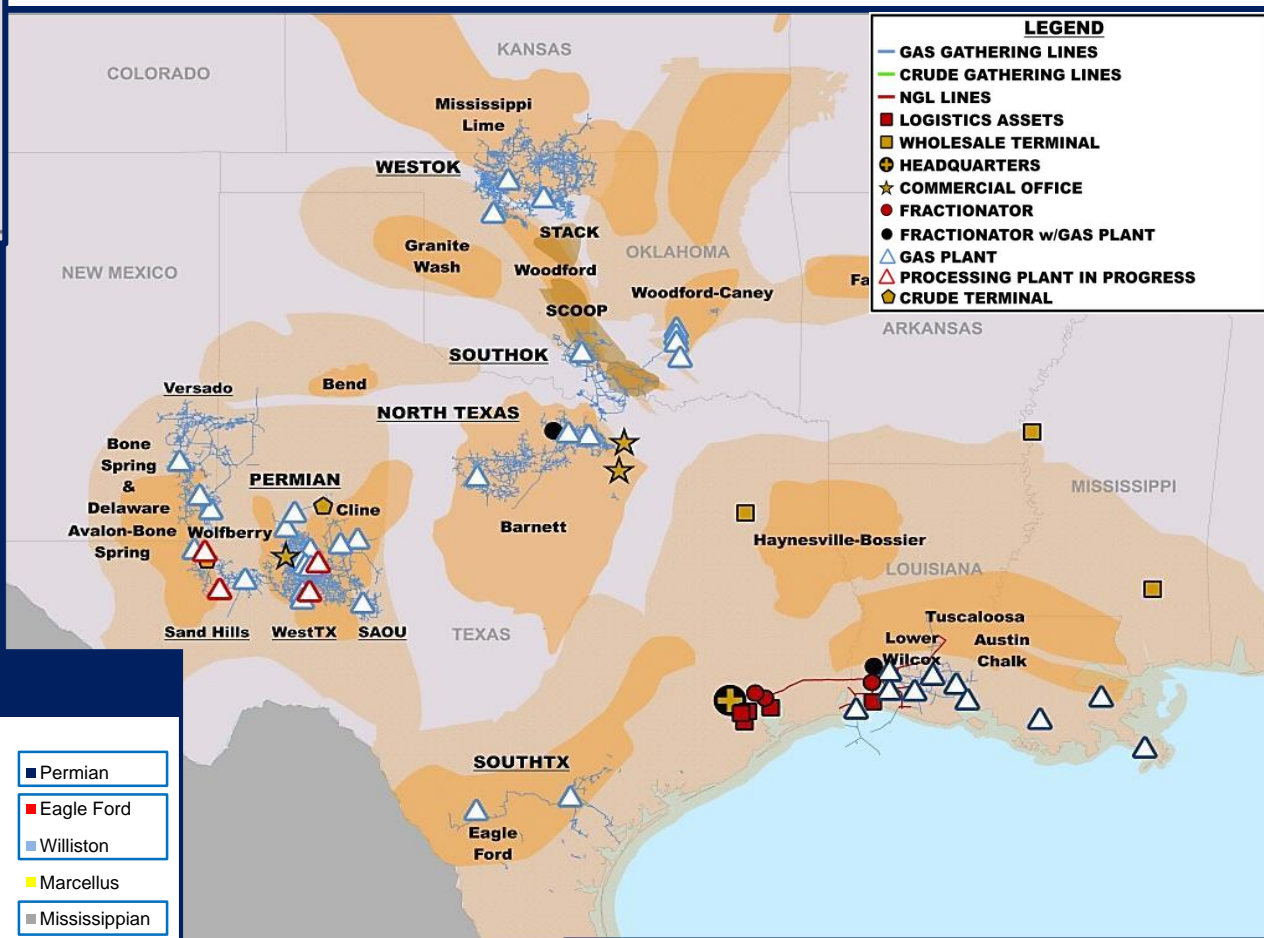 LEGEND
GAS GATHERING LINES
CRUDE GATHERING LINES
NGL LINES
LOGISTICS ASSETS
WHOLESALE TERMINAL
HEADQUARTERS
COMMERCIAL OFFICE
FRACTIONATOR
FRACTIONATOR w/GAS PLANT
GAS PLANT
PROCESSING PLANT IN PROGRESS
CRUDE TERMINAL
KANSAS
COLORADO
Mississippi
Lime
WESTOK
STACK
Granite
Wash
Woodford
OKLAHOMA
NEW MEXICO
Woodford-Caney
Fa
SCOOP
ARKANSAS
SOUTHOK
Versado
Bend
NORTH TEXAS
Bone
Spring
&
Delaware
PERMIAN
Cline
Avalon-Bone
Spring
Wolfberry
Barnett
MISSISSIPPI
Haynesville-Bossier
LOUISIANA
Sand Hills
WestTX
SAOU
TEXAS
Tuscaloosa
Lower
Wilcox
Austin
Chalk
SOUTHTX
Eagle
Ford
Permian
Eagle Ford
Williston
Marcellus
Mississippian